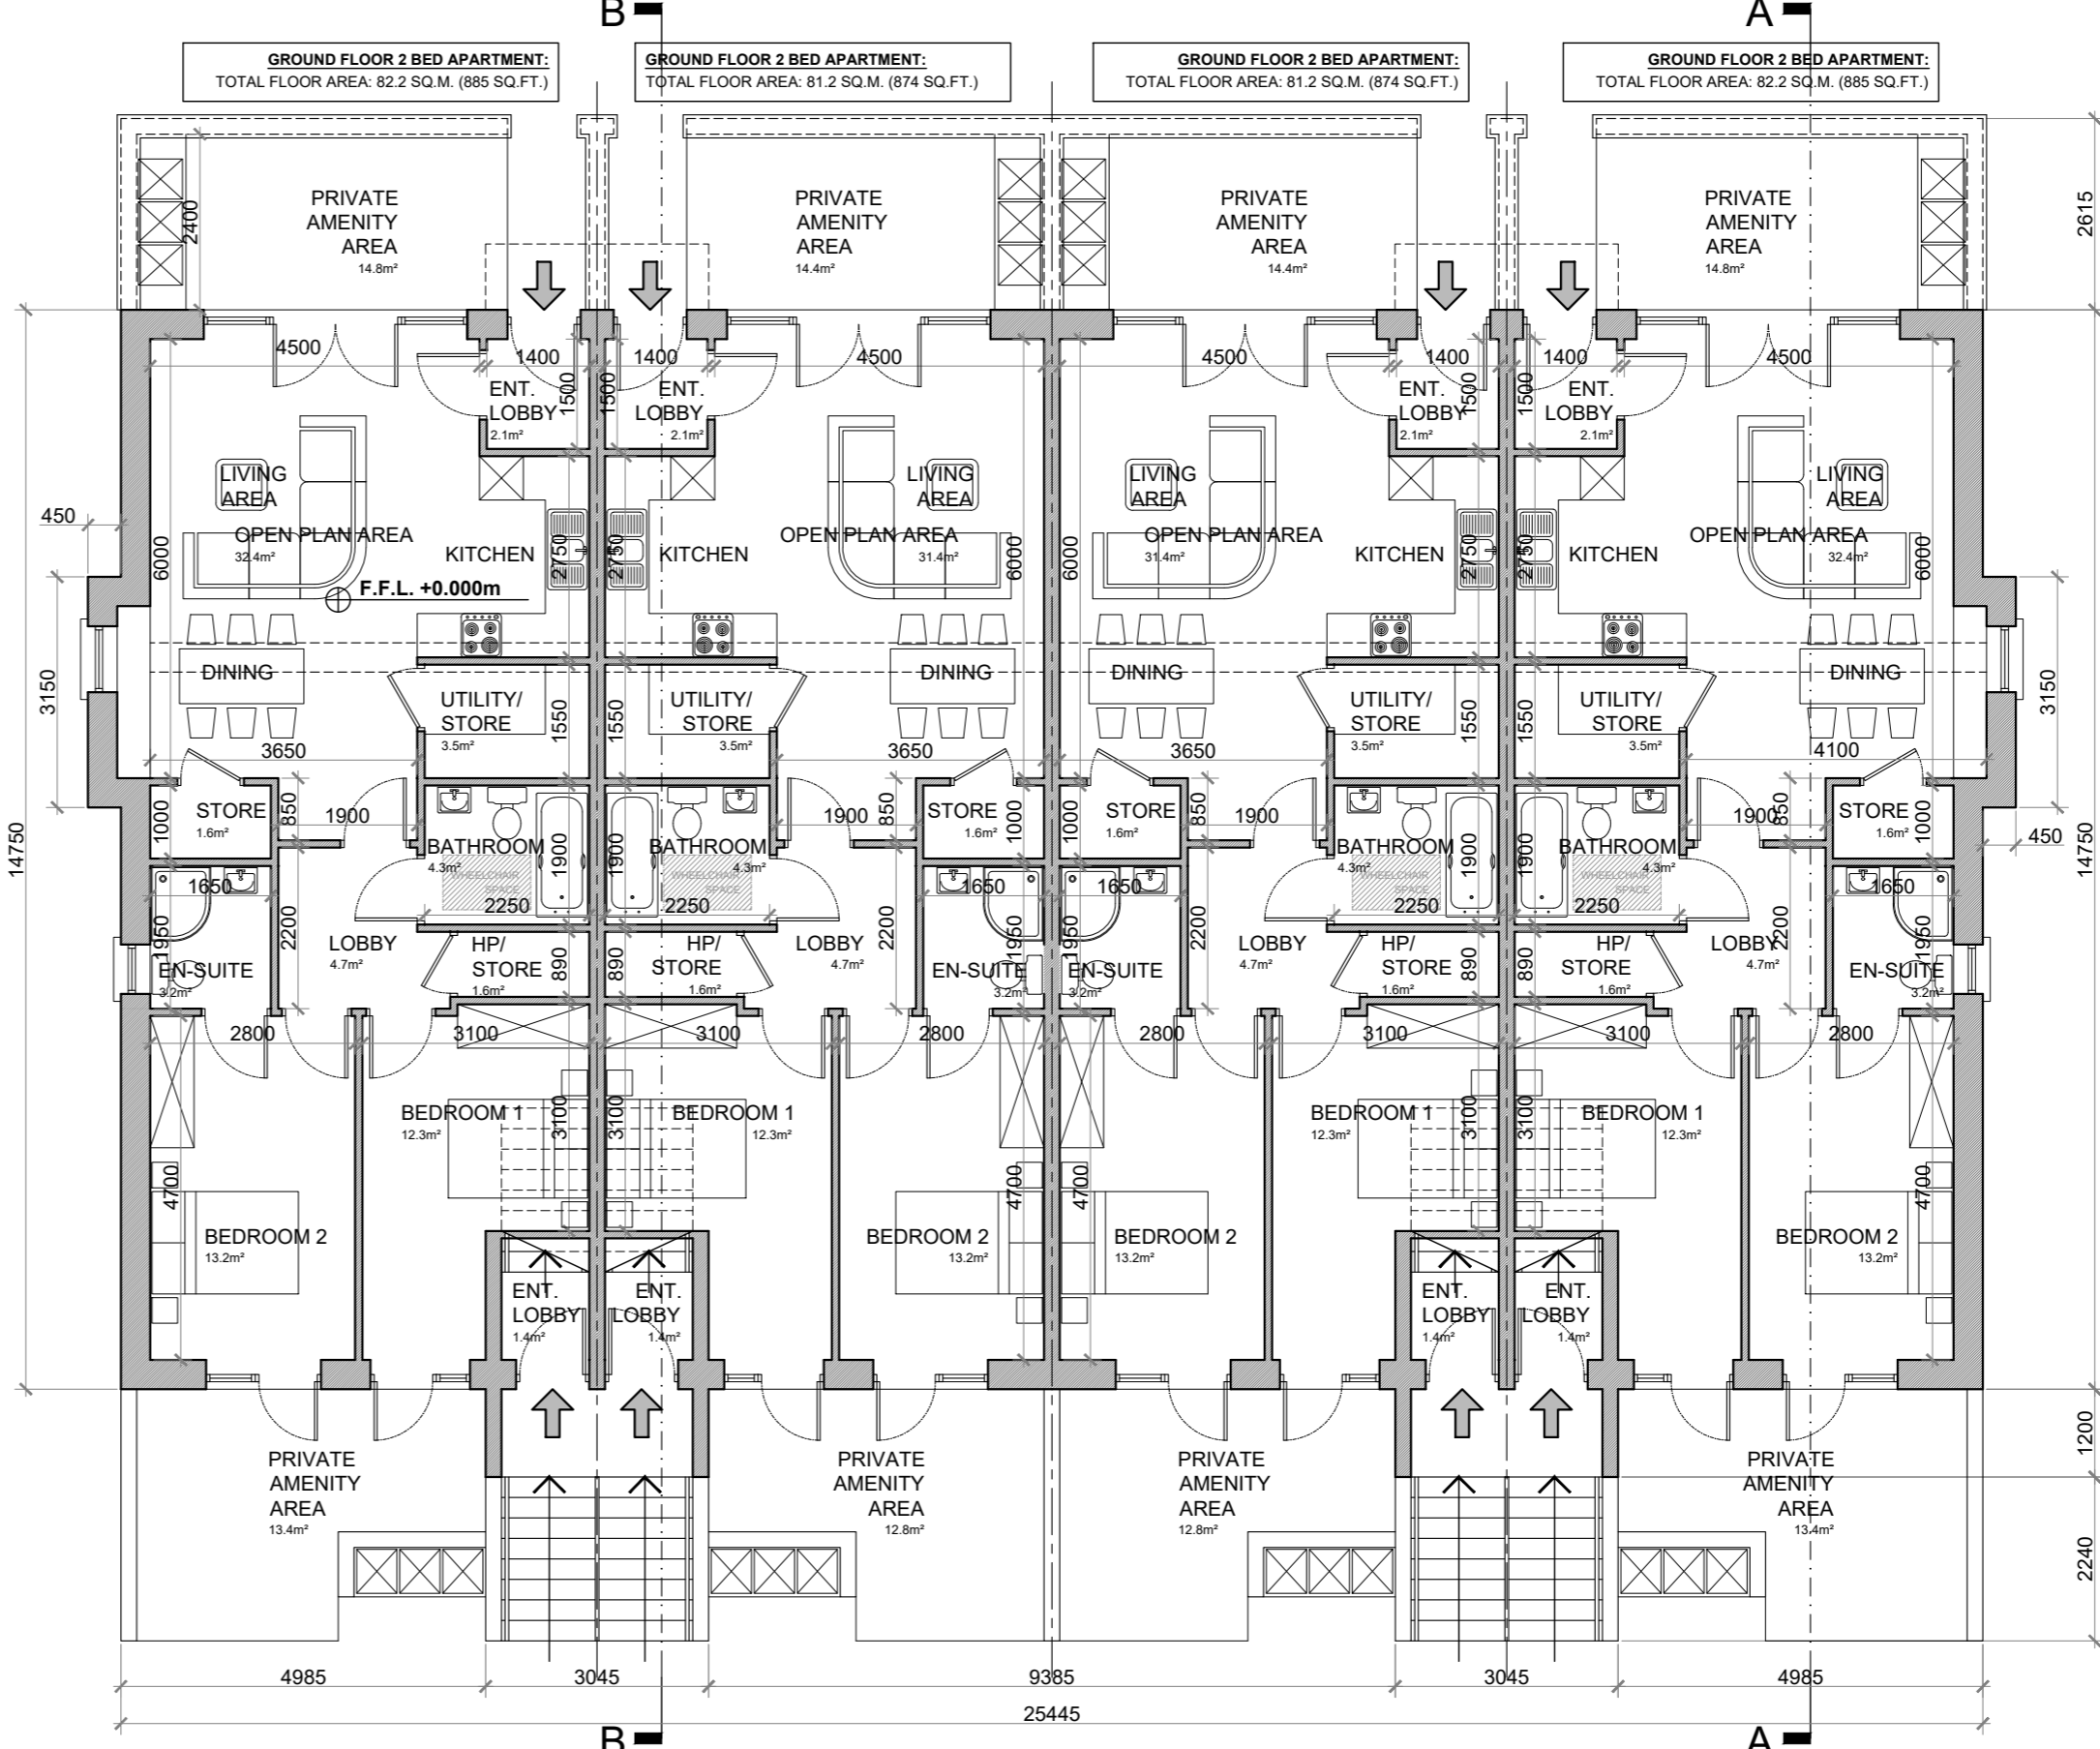 B
A
GROUND FLOOR 2 BED APARTMENT:
TOTAL FLOOR AREA: 82.2 SQ.M. (885 SQ.FT.)
GROUND FLOOR 2 BED APARTMENT:
TOTAL FLOOR AREA: 81.2 SQ.M. (874 SQ.FT.)
GROUND FLOOR 2 BED APARTMENT:
TOTAL FLOOR AREA: 81.2 SQ.M. (874 SQ.FT.)
GROUND FLOOR 2 BED APARTMENT:
TOTAL FLOOR AREA: 82.2 SQ.M. (885 SQ.FT.)
PRIVATE
AMENITY
AREA
14.8m²
PRIVATE
AMENITY
AREA
14.4m²
PRIVATE
AMENITY
AREA
14.4m²
PRIVATE
AMENITY
AREA
14.8m²
2400
2615
4500
1400
1400
4500
4500
1400
1400
4500
1500
1500
1500
1500
ENT.
LOBBY
2.1m²
ENT.
LOBBY
2.1m²
ENT.
LOBBY
2.1m²
ENT.
LOBBY
2.1m²
LIVING
AREA
LIVING
AREA
LIVING
AREA
LIVING
AREA
450
OPEN PLAN AREA
32.4m²
OPEN PLAN AREA
31.4m²
OPEN PLAN AREA
31.4m²
OPEN PLAN AREA
32.4m²
6000
6000
6000
6000
KITCHEN
KITCHEN
KITCHEN
KITCHEN
2750
2750
2750
2750
F.F.L. +0.000m
DINING
DINING
DINING
DINING
3150
3150
UTILITY/
STORE
3.5m²
UTILITY/
STORE
3.5m²
UTILITY/
STORE
3.5m²
UTILITY/
STORE
3.5m²
1550
1550
1550
1550
3650
3650
3650
4100
STORE
1.6m²
STORE
1.6m²
STORE
1.6m²
STORE
1.6m²
1000
1000
1000
1000
850
850
850
850
1900
1900
1900
1900
450
14750
14750
BATHROOM
4.3m²
BATHROOM
4.3m²
BATHROOM
4.3m²
BATHROOM
4.3m²
WHEELCHAIR
SPACE
WHEELCHAIR
SPACE
WHEELCHAIR
SPACE
WHEELCHAIR
SPACE
1900
1900
1900
1900
1650
1650
1650
1650
2250
2250
2250
2250
1950
1950
1950
1950
2200
2200
2200
2200
EN-SUITE
3.2m²
EN-SUITE
3.2m²
EN-SUITE
3.2m²
EN-SUITE
3.2m²
LOBBY
4.7m²
LOBBY
4.7m²
LOBBY
4.7m²
LOBBY
4.7m²
HP/
STORE
1.6m²
HP/
STORE
1.6m²
HP/
STORE
1.6m²
HP/
STORE
1.6m²
890
890
890
890
2800
3100
3100
2800
2800
3100
3100
2800
BEDROOM 1
12.3m²
BEDROOM 1
12.3m²
BEDROOM 1
12.3m²
BEDROOM 1
12.3m²
3100
3100
3100
3100
4700
4700
4700
4700
BEDROOM 2
13.2m²
BEDROOM 2
13.2m²
BEDROOM 2
13.2m²
BEDROOM 2
13.2m²
ENT.
LOBBY
1.4m²
ENT.
LOBBY
1.4m²
ENT.
LOBBY
1.4m²
ENT.
LOBBY
1.4m²
PRIVATE
AMENITY
AREA
13.4m²
PRIVATE
AMENITY
AREA
12.8m²
PRIVATE
AMENITY
AREA
12.8m²
PRIVATE
AMENITY
AREA
13.4m²
1200
2240
4985
3045
9385
3045
4985
25445
B
A